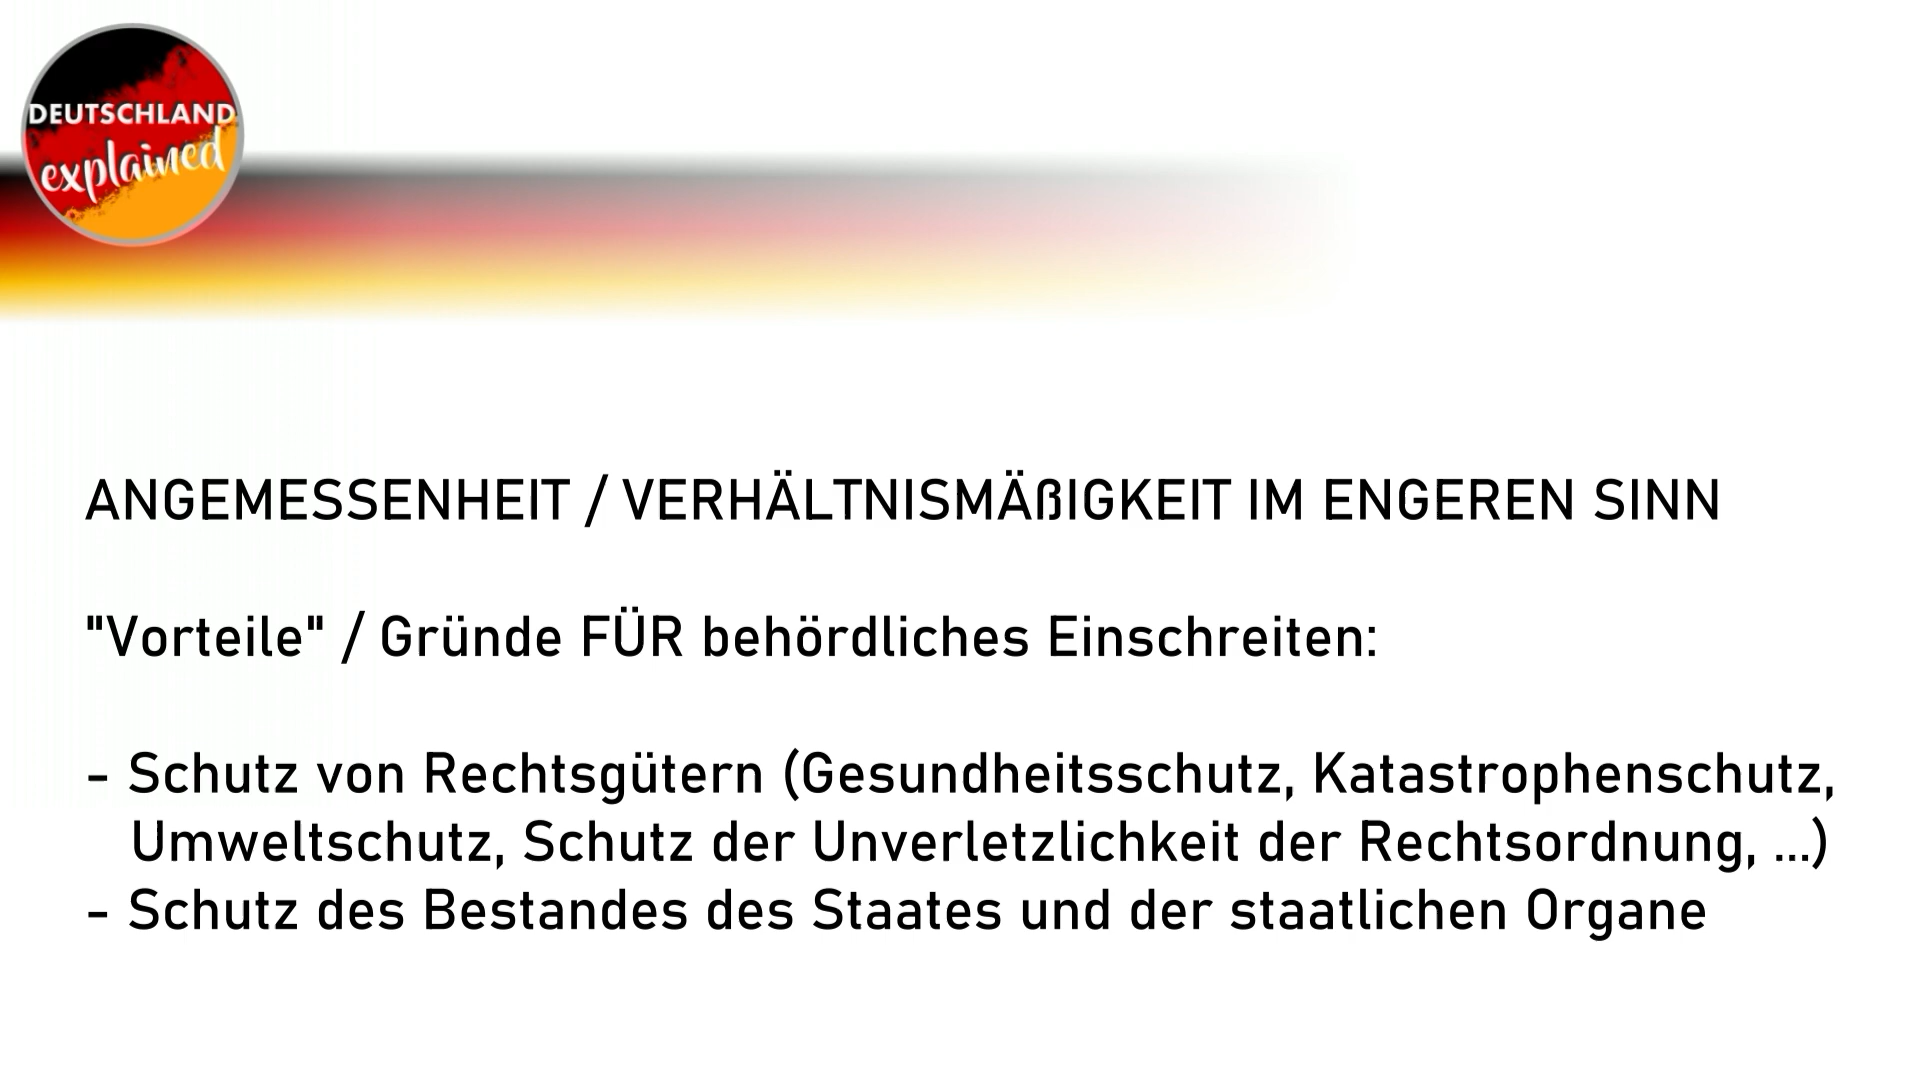 DEUTSCHLAND
explained
ANGEMESSENHEIT / VERHÄLTNISMÄßIGKEIT IM ENGEREN SINN
"Vorteile" / Gründe FÜR behördliches Einschreiten:
- Schutz von Rechtsgütern (Gesundheitsschutz, Katastrophenschutz,
Umweltschutz, Schutz der Unverletzlichkeit der Rechtsordnung, ...)
- Schutz des Bestandes des Staates und der staatlichen Organe